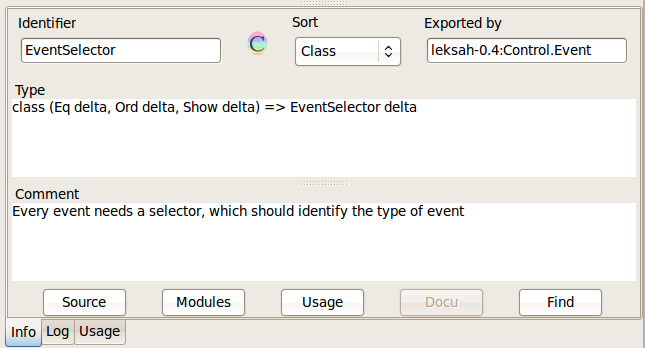 Identifier
Sort
Exported by
EventSelector
C
Class
leksah-0.4:Control.Event
Type
class (Eq delta, Ord delta, Show delta) => EventSelector delta
Comment
Every event needs a selector, which should identify the type of event
Source
Modules
Usage
Docu
Find
Info
Log
Usage